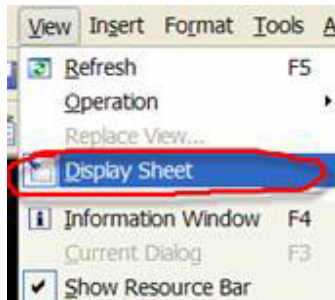 View Insert Format Tools A
Refresh F5
Operation
Replace View...
Display Sheet
Information Window F4
Current Dialog F3
Show Resource Bar